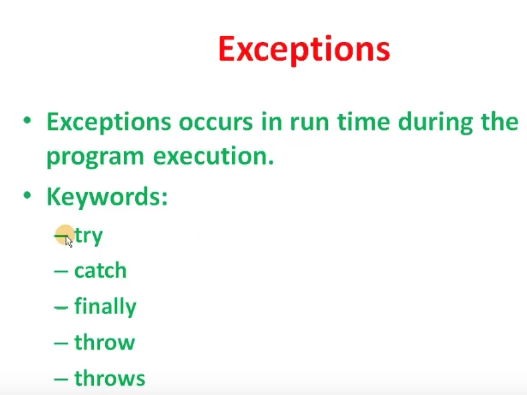 Exceptions
• Exceptions occurs in run time during the
program execution.
• Keywords:
– try
– catch
– finally
– throw
– throws